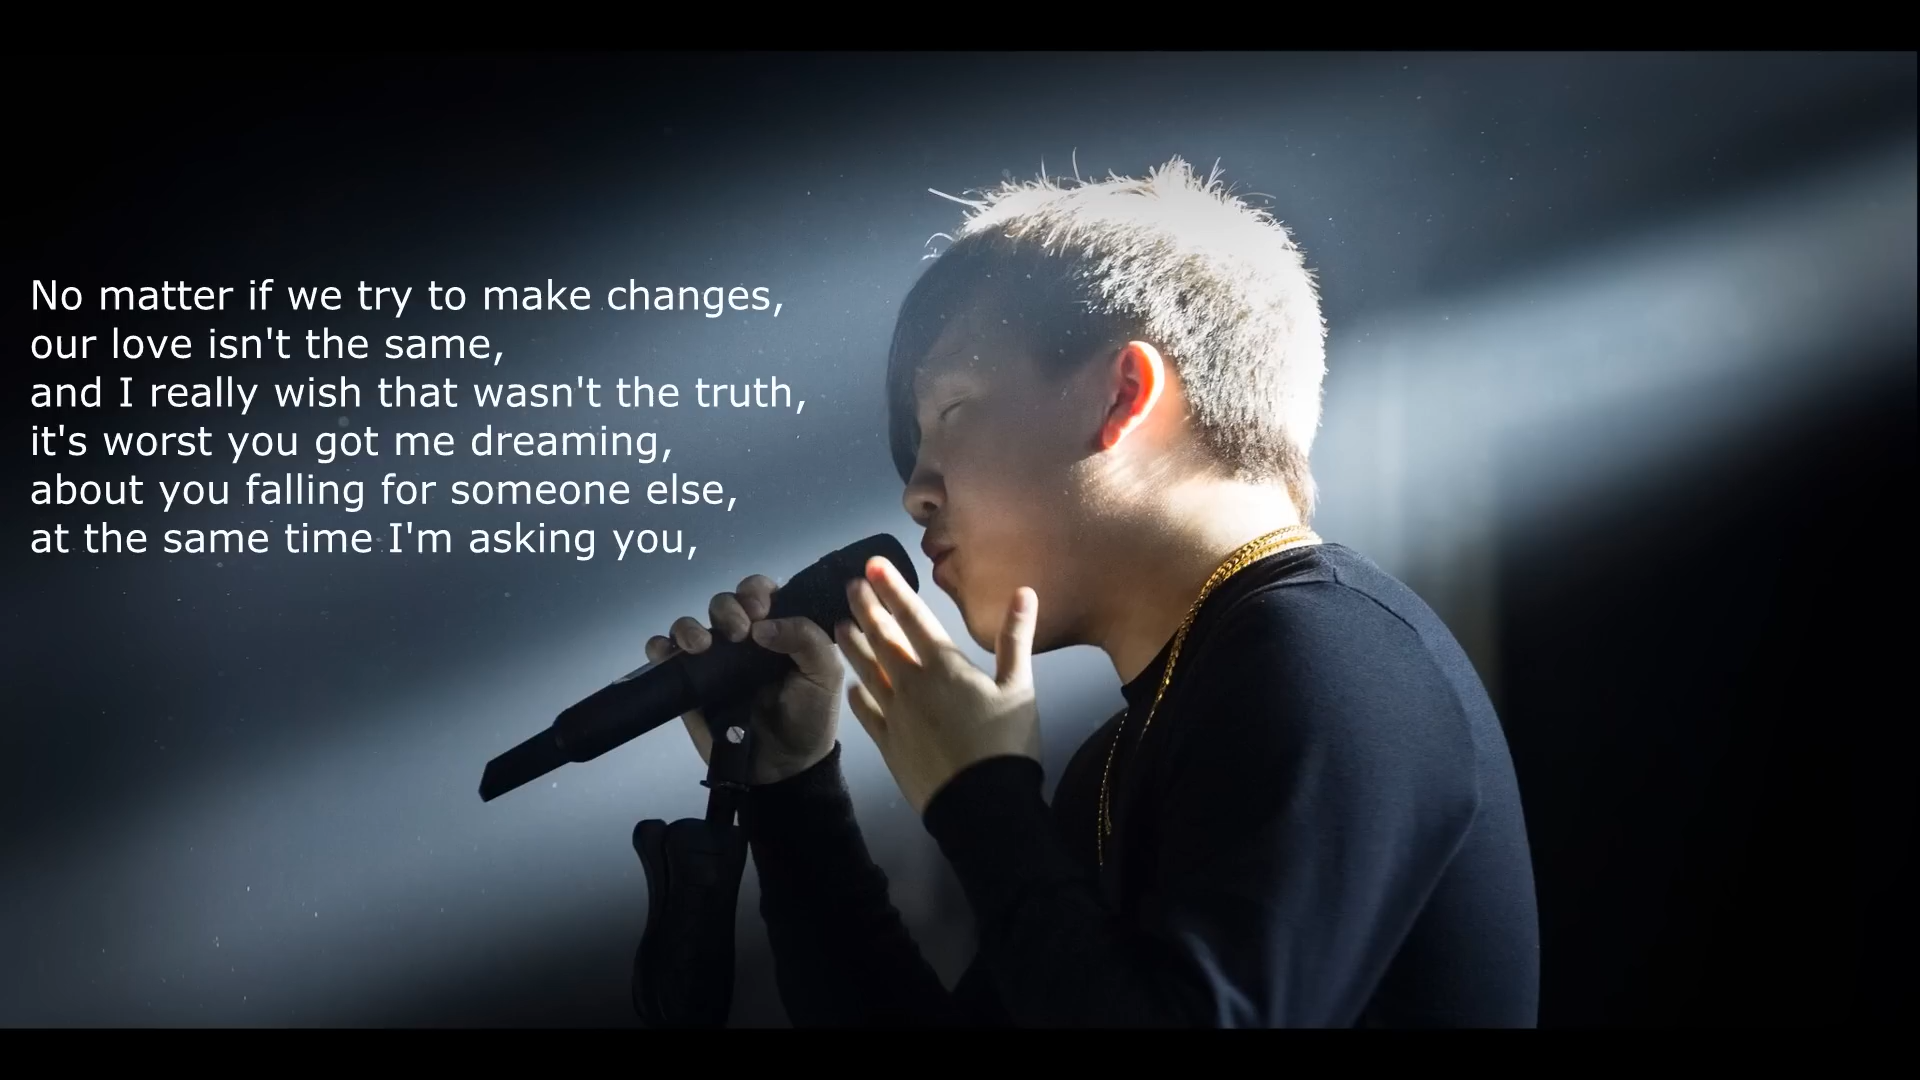 No matter if we try to make changes,
our love isn't the same,
and I really wish that wasn't the truth,
it's worst you got me dreaming,
about you falling for someone else,
at the same time I'm asking you,